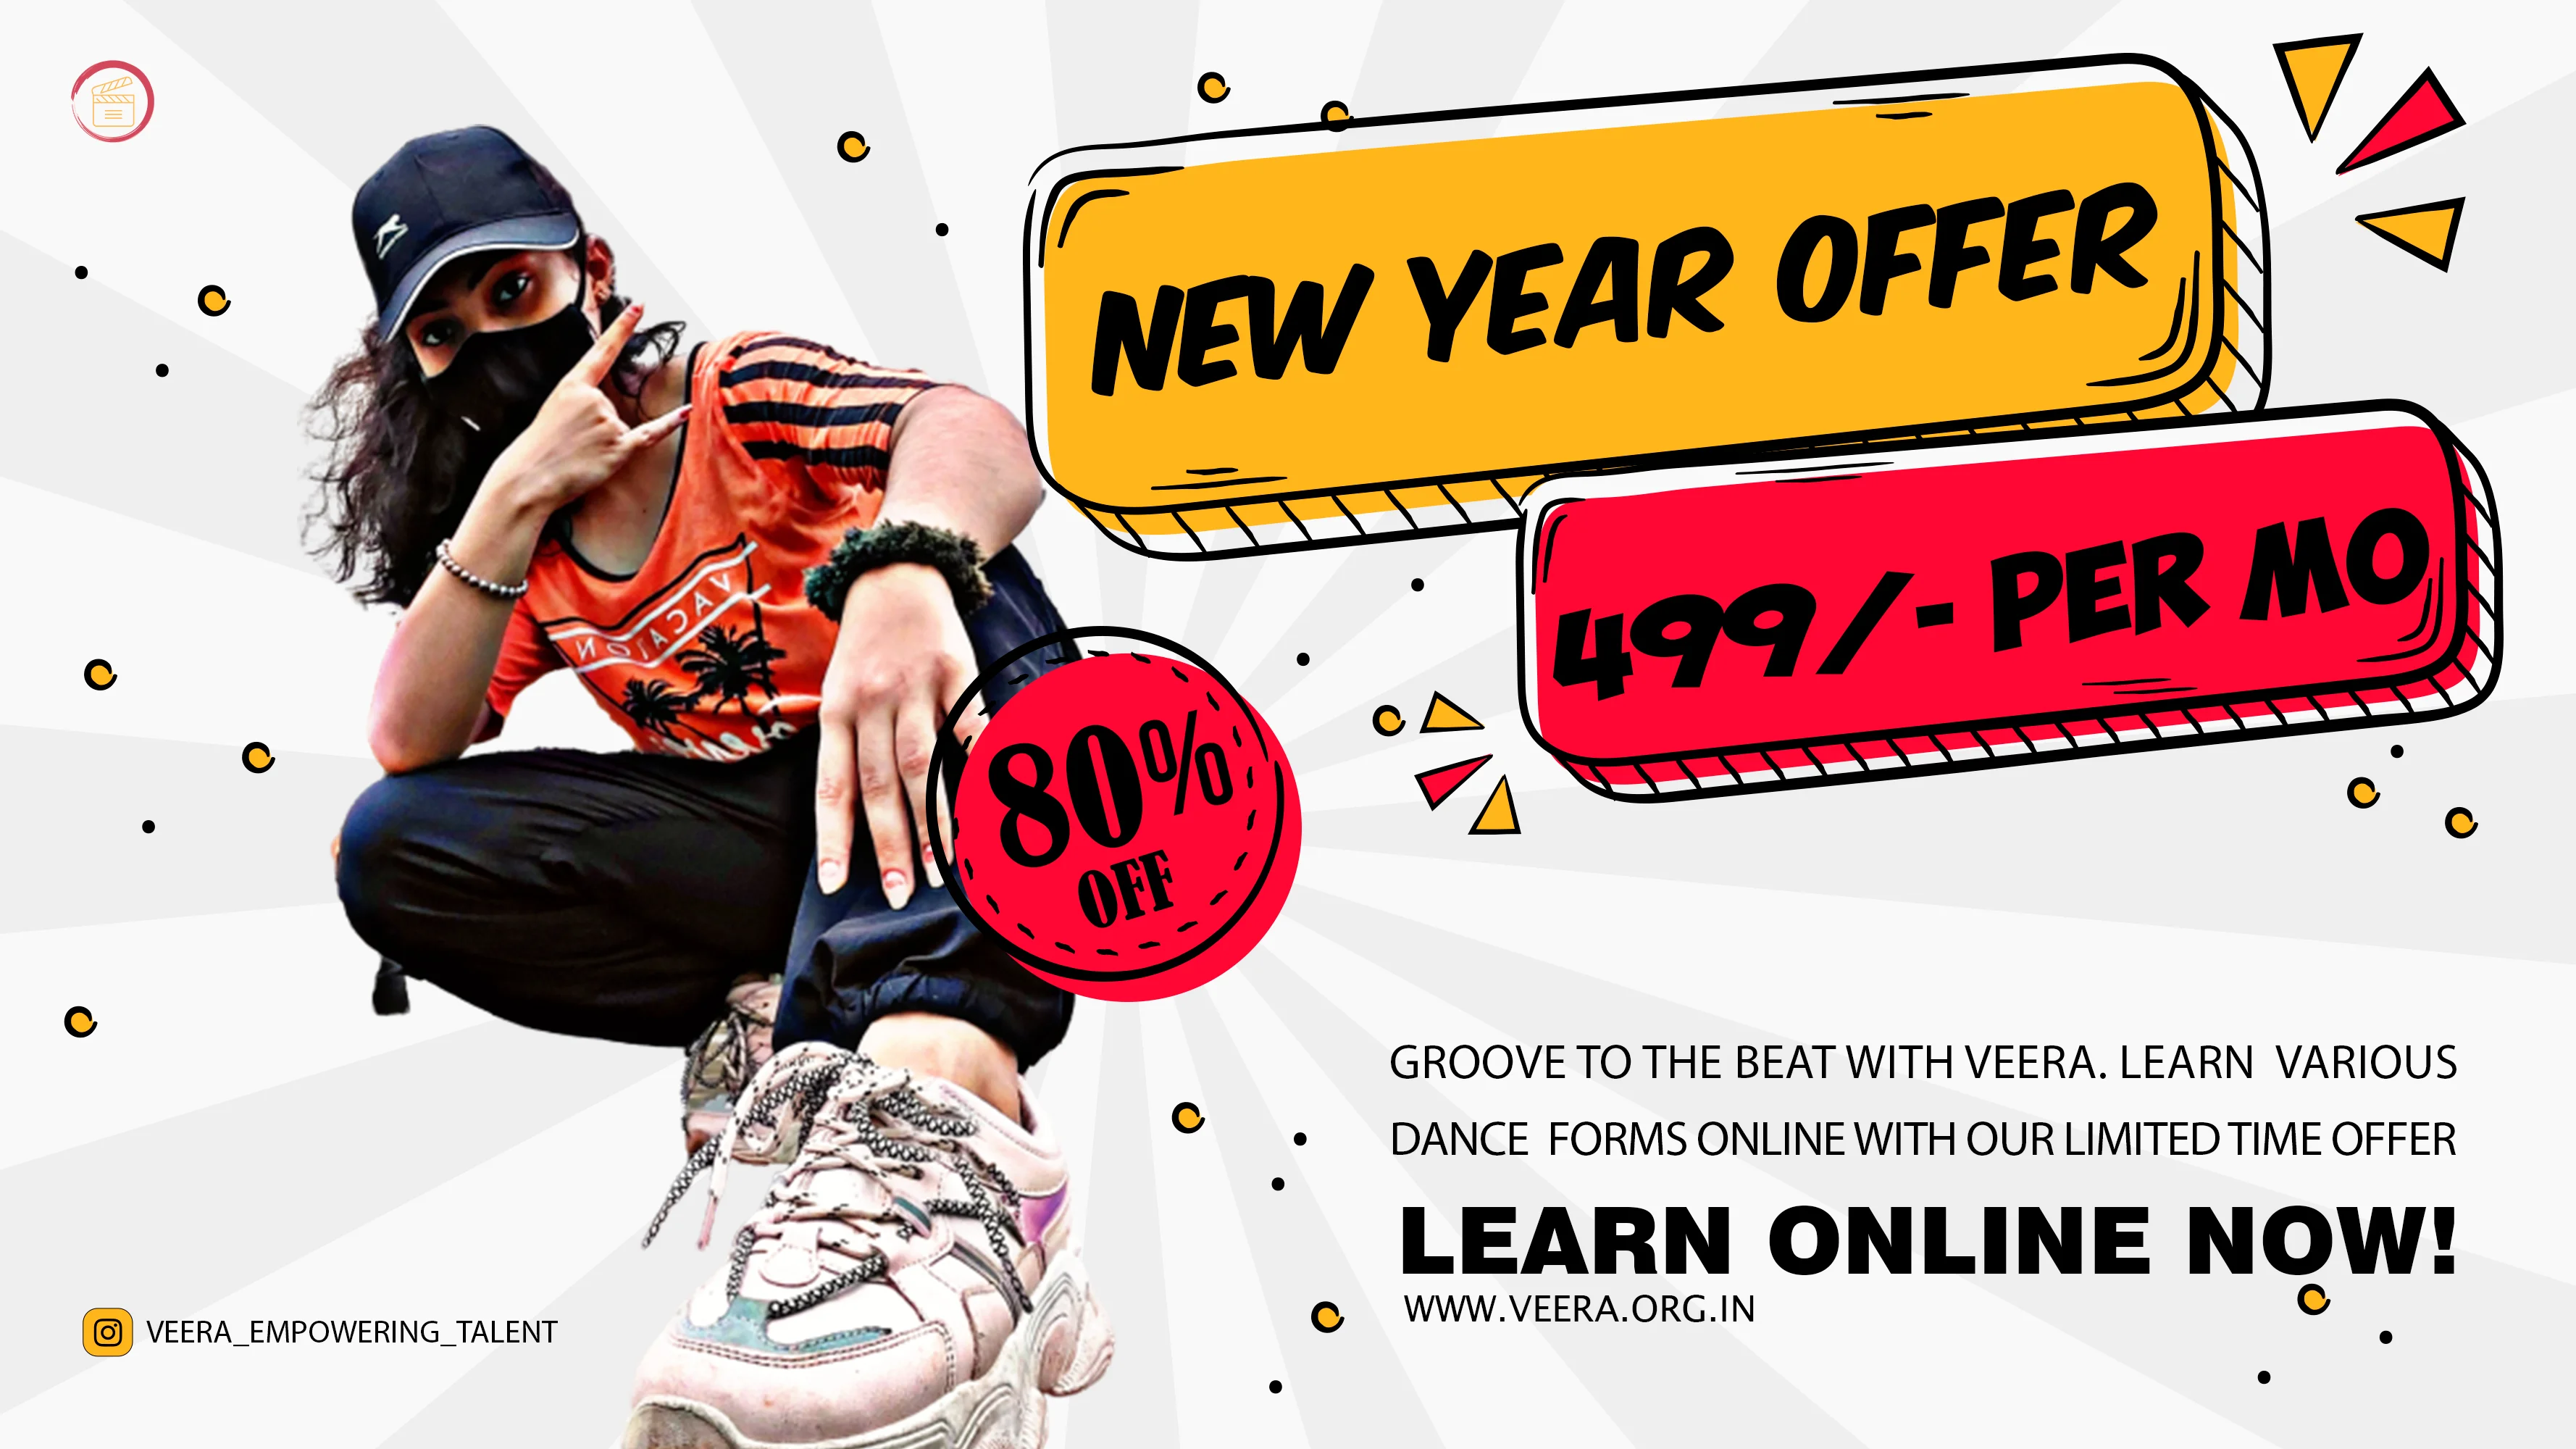 NEW YEAR OFFER
499/- PER MO
80%
OFF
GROOVE TO THE BEAT WITH VEERA. LEARN VARIOUS
DANCE FORMS ONLINE WITH OUR LIMITED TIME OFFER
LEARN ONLINE NOW!
WWW.VEERA.ORG.IN
VEERA_EMPOWERING_TALENT